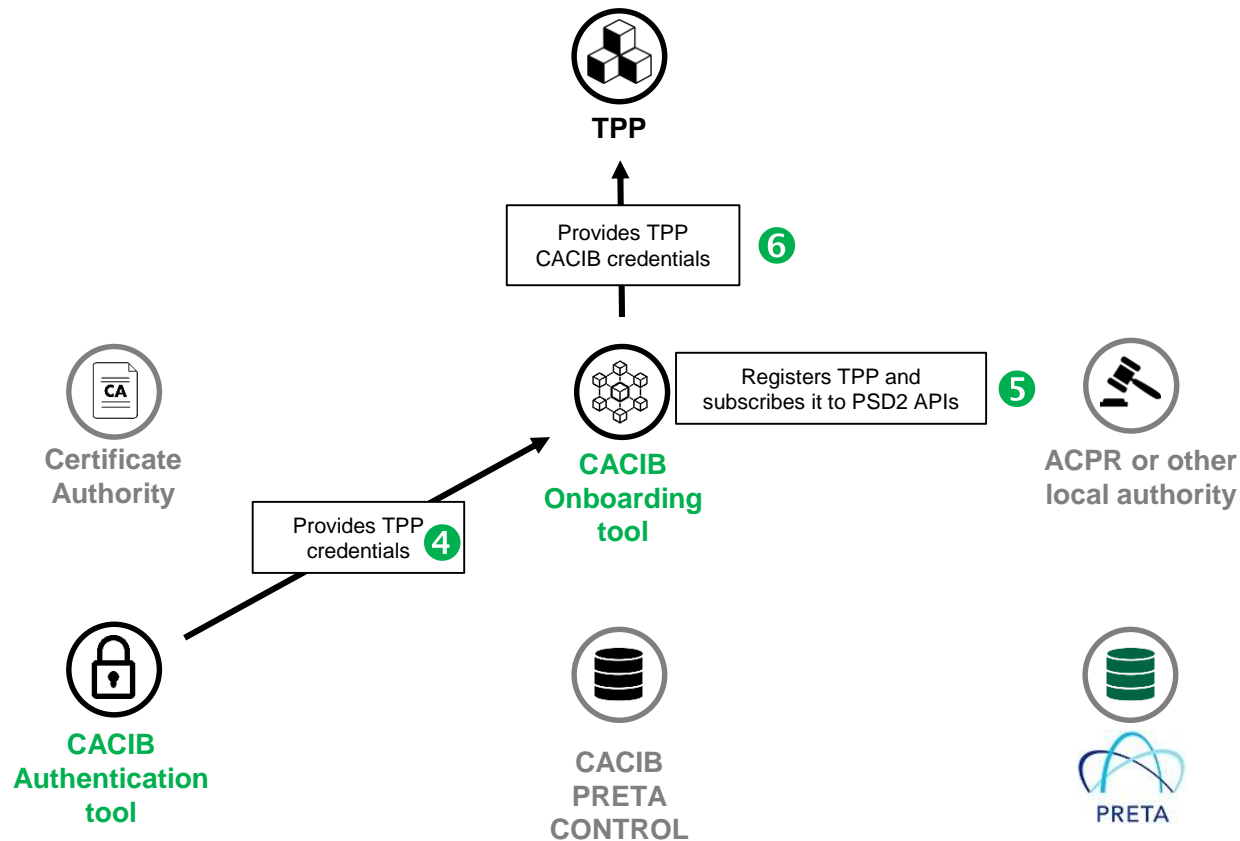 TPP
Provides TPP
CACIB credentials
6
CA
Certificate
Authority
CACIB
Onboarding
tool
Registers TPP and
subscribes it to PSD2 APIs
5
ACPR or other
local authority
Provides TPP
credentials
4
CACIB
Authentication
tool
CACIB
PRETA
CONTROL
PRETA